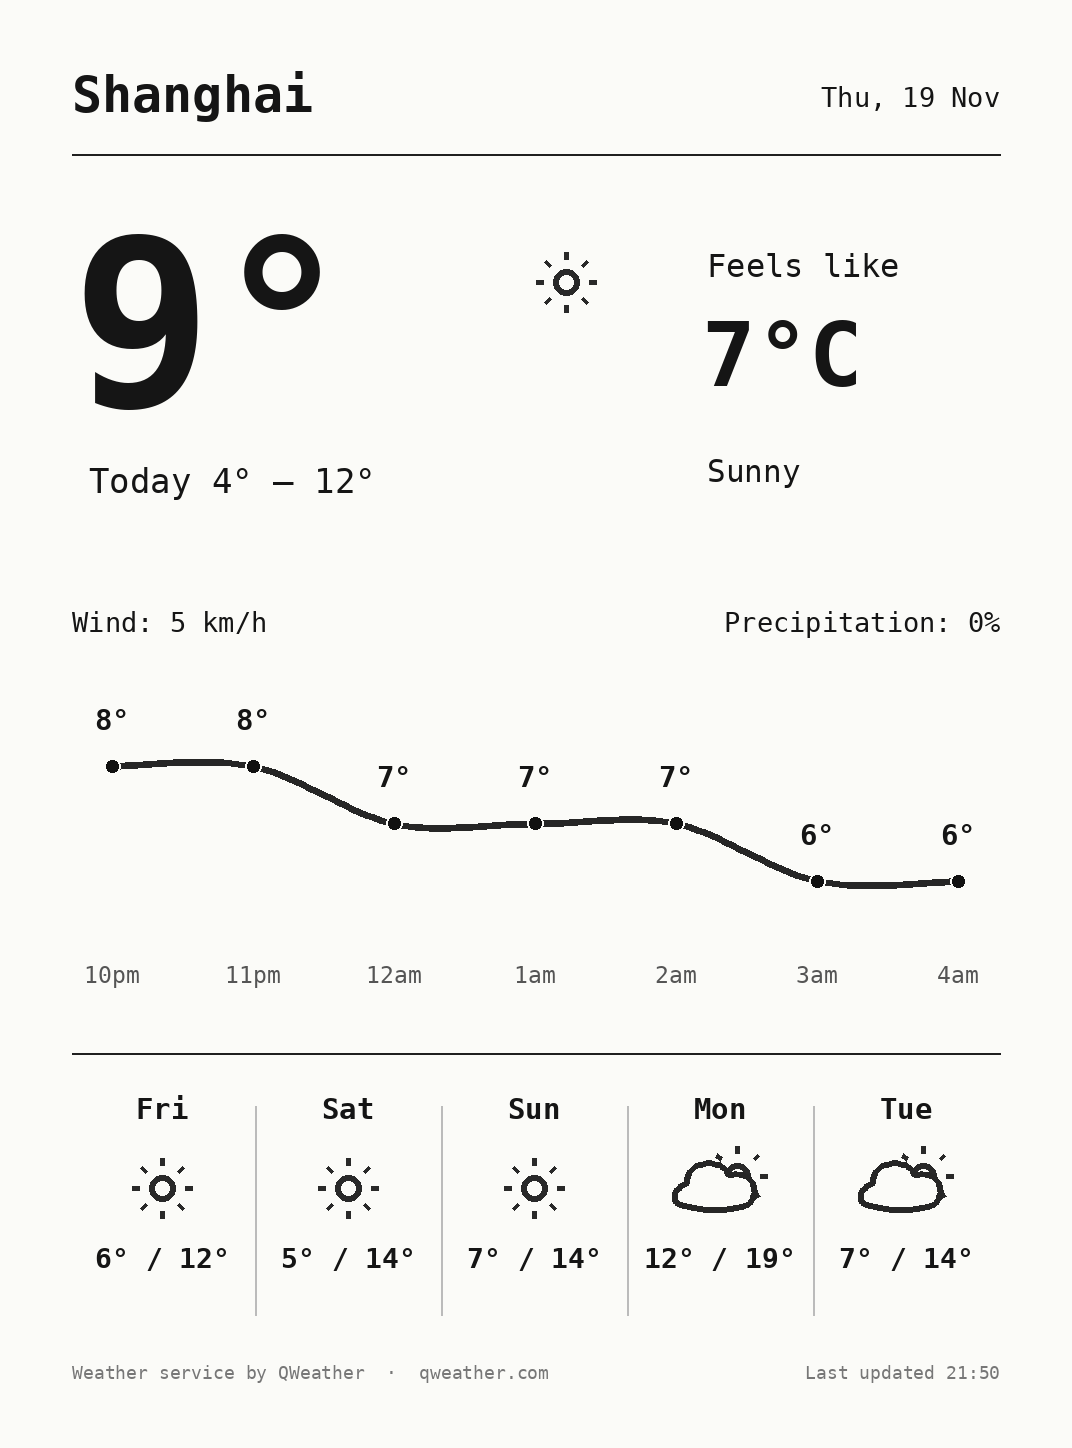 Shanghai
Thu, 19 Nov
9°
Feels like
7°C
Sunny
Today 4° – 12°
Wind: 5 km/h
Precipitation: 0%
8° 8° 7° 7° 7° 6° 6°
10pm 11pm 12am 1am 2am 3am 4am
Fri Sat Sun Mon Tue
6° / 12° 5° / 14° 7° / 14° 12° / 19° 7° / 14°
Weather service by QWeather · qweather.com
Last updated 21:50